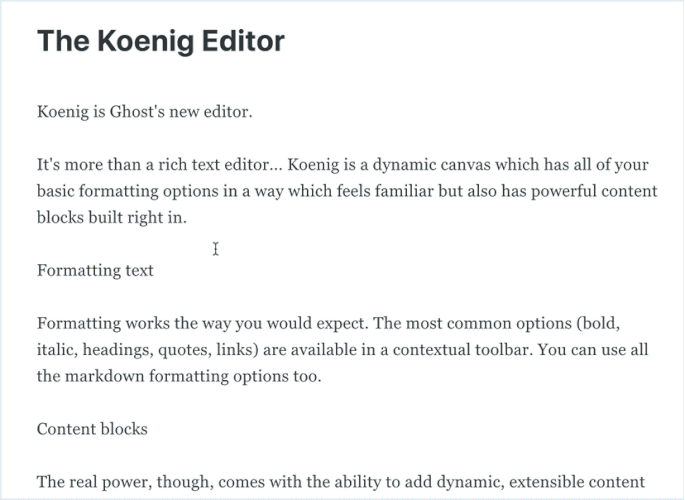 The Koenig Editor
Koenig is Ghost's new editor.
It's more than a rich text editor... Koenig is a dynamic canvas which has all of your
basic formatting options in a way which feels familiar but also has powerful content
blocks built right in.
Formatting text
Formatting works the way you would expect. The most common options (bold,
italic, headings, quotes, links) are available in a contextual toolbar. You can use all
the markdown formatting options too.
Content blocks
The real power, though, comes with the ability to add dynamic, extensible content